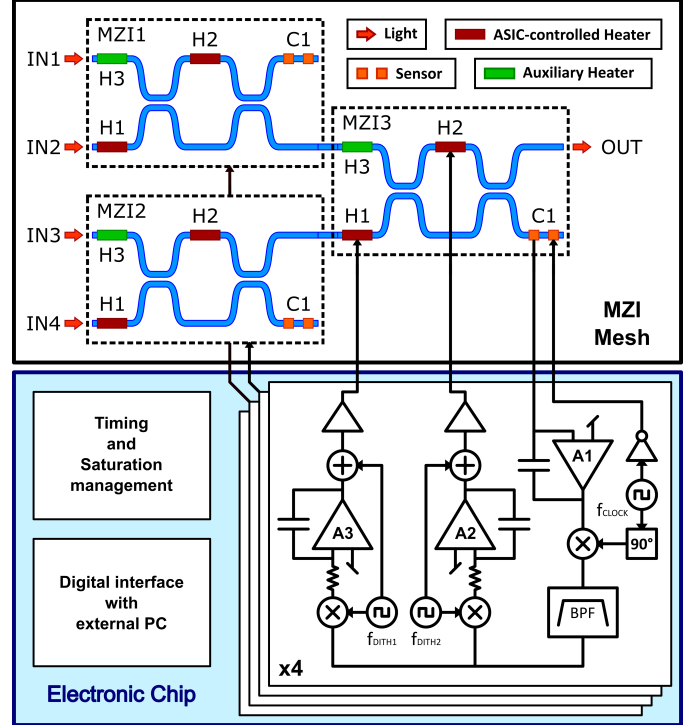 MZI1
H2
C1
IN1
H3
H1
IN2
Light
ASIC-controlled Heater
Sensor
Auxiliary Heater
MZI3
H2
H3
OUT
MZI2
H2
IN3
H3
H1
C1
H1
C1
IN4
MZI
Mesh
Timing
and
Saturation
management
Digital interface
with
external PC
Electronic Chip
A1
fCLOCK
90°
A3
A2
BPF
fDITH1
fDITH2
x4